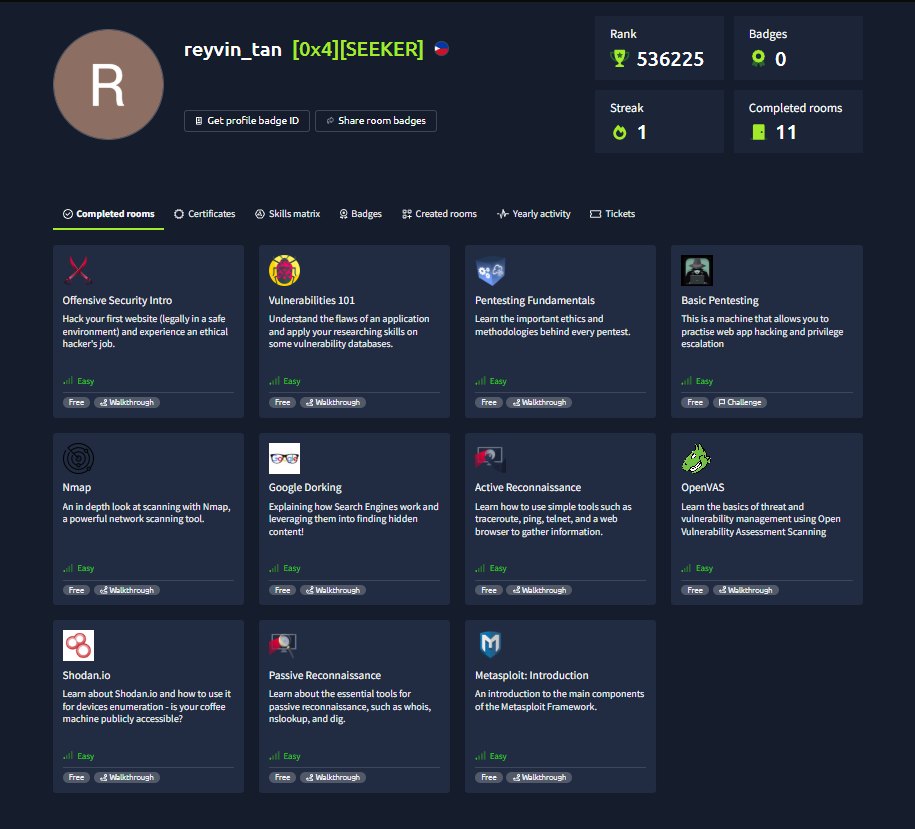 R
reyvin_tan [0x4][SEEKER]
Get profile badge ID
Share room badges
Rank
536225
Badges
0
Streak
1
Completed rooms
11
Completed rooms
Certificates
Skills matrix
Badges
Created rooms
Yearly activity
Tickets
Offensive Security Intro
Hack your first website (legally in a safe
environment) and experience an ethical
hacker's job.
Easy
Free
Walkthrough
Vulnerabilities 101
Understand the flaws of an application
and apply your researching skills on
some vulnerability databases.
Easy
Free
Walkthrough
Pentesting Fundamentals
Learn the important ethics and
methodologies behind every pentest.
Easy
Free
Walkthrough
Basic Pentesting
This is a machine that allows you to
practise web app hacking and privilege
escalation
Easy
Free
Challenge
Nmap
An in depth look at scanning with Nmap,
a powerful network scanning tool.
Easy
Free
Walkthrough
Google Dorking
Explaining how Search Engines work and
leveraging them into finding hidden
content!
Easy
Free
Walkthrough
Active Reconnaissance
Learn how to use simple tools such as
traceroute, ping, telnet, and a web
browser to gather information.
Easy
Free
Walkthrough
OpenVAS
Learn the basics of threat and
vulnerability management using Open
Vulnerability Assessment Scanning
Easy
Free
Walkthrough
Shodan.io
Learn about Shodan.io and how to use it
for devices enumeration - is your coffee
machine publicly accessible?
Easy
Free
Walkthrough
Passive Reconnaissance
Learn about the essential tools for
passive reconnaissance, such as whois,
nslookup, and dig.
Easy
Free
Walkthrough
Metasploit: Introduction
An introduction to the main components
of the Metasploit Framework.
Easy
Free
Walkthrough